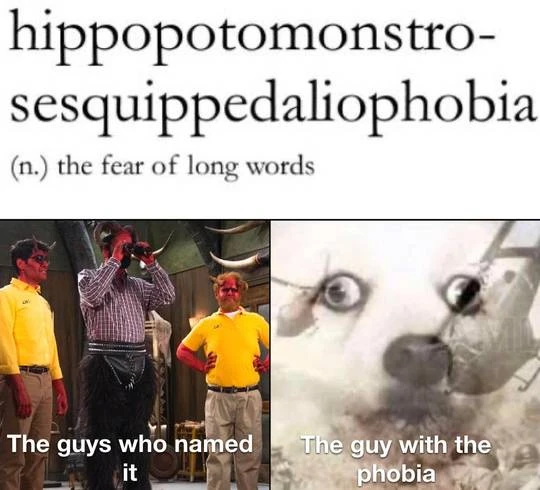 hippopotomonstro-
sesquippedaliophobia
(n.) the fear of long words
The guys who named
it
The guy with the
phobia